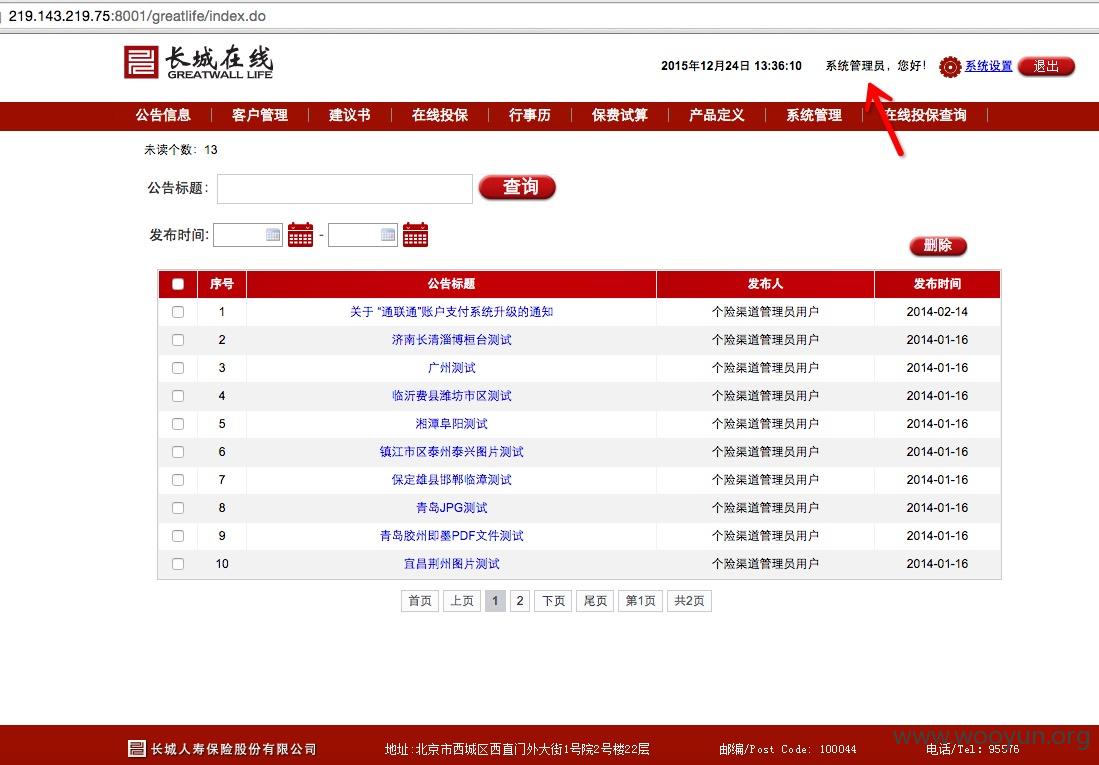 219.143.219.75:8001/greatlife/index.do
长城在线
GREATWALL LIFE
2015年12月24日 13:36:10 系统管理员，您好! 系统设置 退出
公告信息 客户管理 建议书 在线投保 行事历 保费试算 产品定义 系统管理 在线投保查询
未读个数：13
公告标题： 查询
发布时间: -
删除
序号 公告标题 发布人 发布时间
1 关于 “通联通”账户支付系统升级的通知 个险渠道管理员用户 2014-02-14
2 济南长清淄博桓台测试 个险渠道管理员用户 2014-01-16
3 广州测试 个险渠道管理员用户 2014-01-16
4 临沂费县潍坊市区测试 个险渠道管理员用户 2014-01-16
5 湘潭阜阳测试 个险渠道管理员用户 2014-01-16
6 镇江市区泰州泰兴图片测试 个险渠道管理员用户 2014-01-16
7 保定雄县邯郸临漳测试 个险渠道管理员用户 2014-01-16
8 青岛JPG测试 个险渠道管理员用户 2014-01-16
9 青岛胶州即墨PDF文件测试 个险渠道管理员用户 2014-01-16
10 宜昌荆州图片测试 个险渠道管理员用户 2014-01-16
首页 上页 1 2 下页 尾页 第1页 共2页
长城人寿保险股份有限公司 地址:北京市西城区西直门外大街1号院2号楼22层 邮编/Post Code: 100044 电话/Tel: 95576
www.wooyun.org